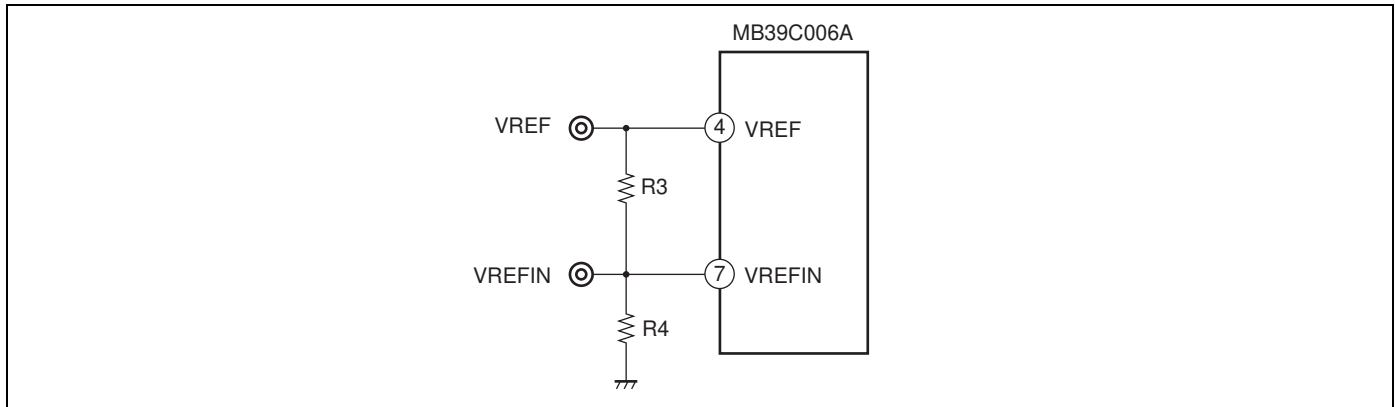 MB39C006A
VREF 4 VREF
R3
VREFIN 7 VREFIN
R4